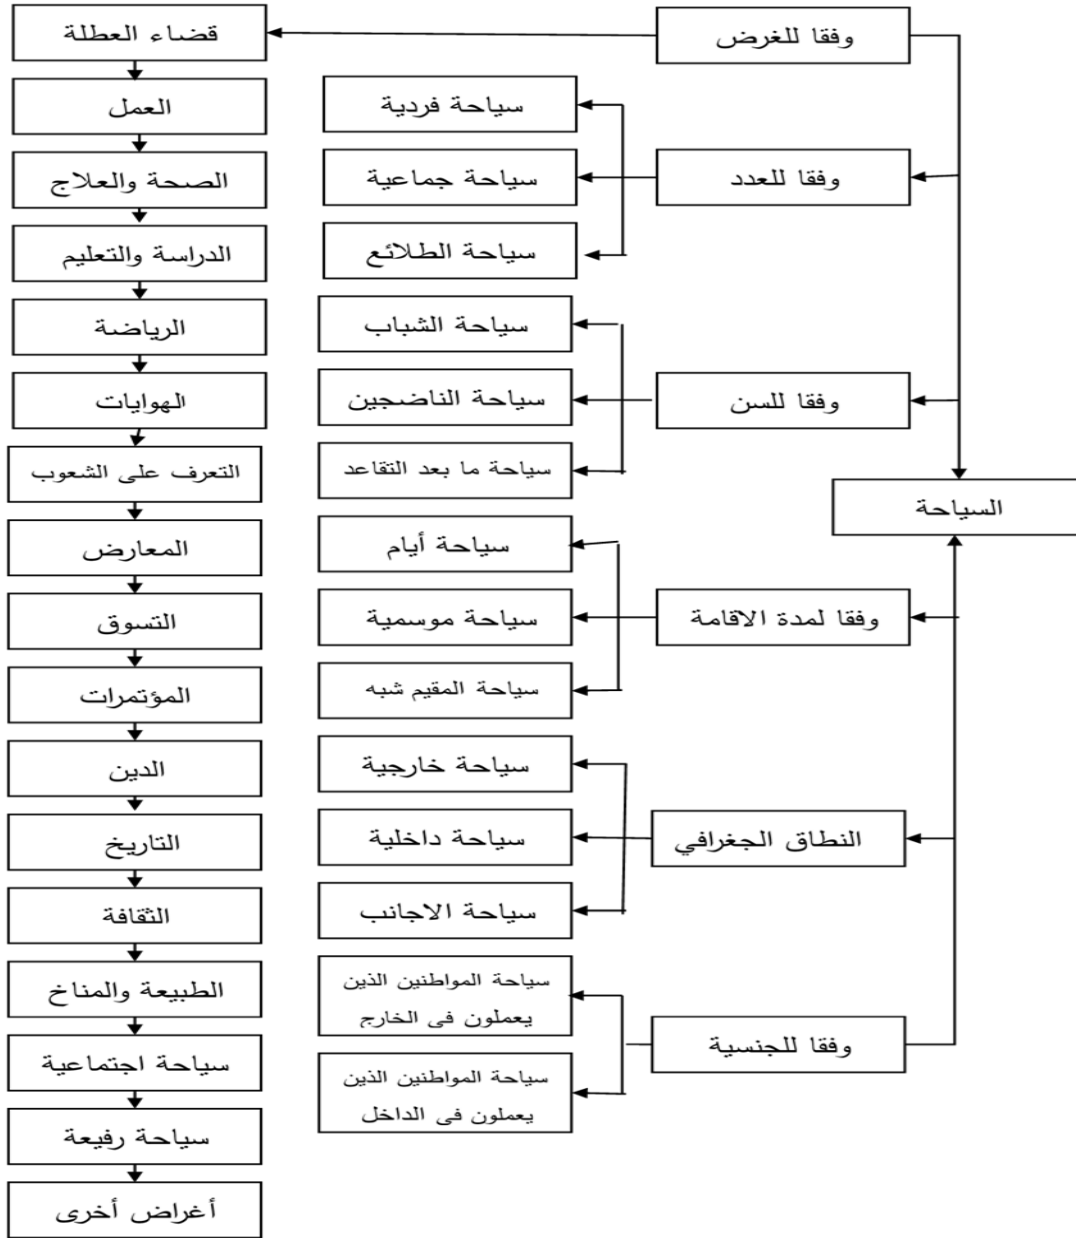 السياحة
وفقا للغرض
قضاء العطلة
العمل
الصحة والعلاج
الدراسة والتعليم
الرياضة
الهوايات
التعرف على الشعوب
المعارض
التسوق
المؤتمرات
الدين
التاريخ
الثقافة
الطبيعة والمناخ
سياحة اجتماعية
سياحة رفيعة
أغراض أخرى
وفقا للعدد
سياحة فردية
سياحة جماعية
سياحة الطلائع
وفقا للسن
سياحة الشباب
سياحة الناضجين
سياحة ما بعد التقاعد
وفقا لمدة الاقامة
سياحة أيام
سياحة موسمية
سياحة المقيم شبه
النطاق الجغرافي
سياحة خارجية
سياحة داخلية
سياحة الاجانب
وفقا للجنسية
سياحة المواطنين الذين
يعملون فى الخارج
سياحة المواطنين الذين
يعملون فى الداخل